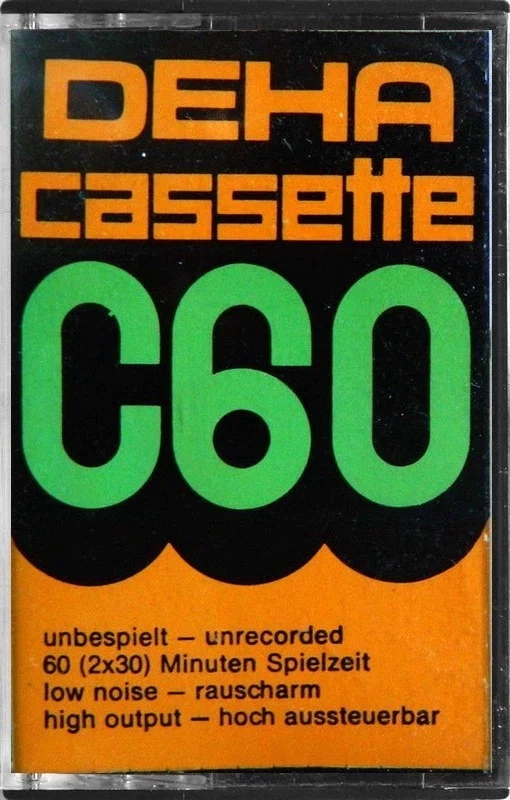 DEHA
cassette
C60
unbespielt – unrecorded
60 (2x30) Minuten Spielzeit
low noise – rauscharm
high output – hoch aussteuerbar